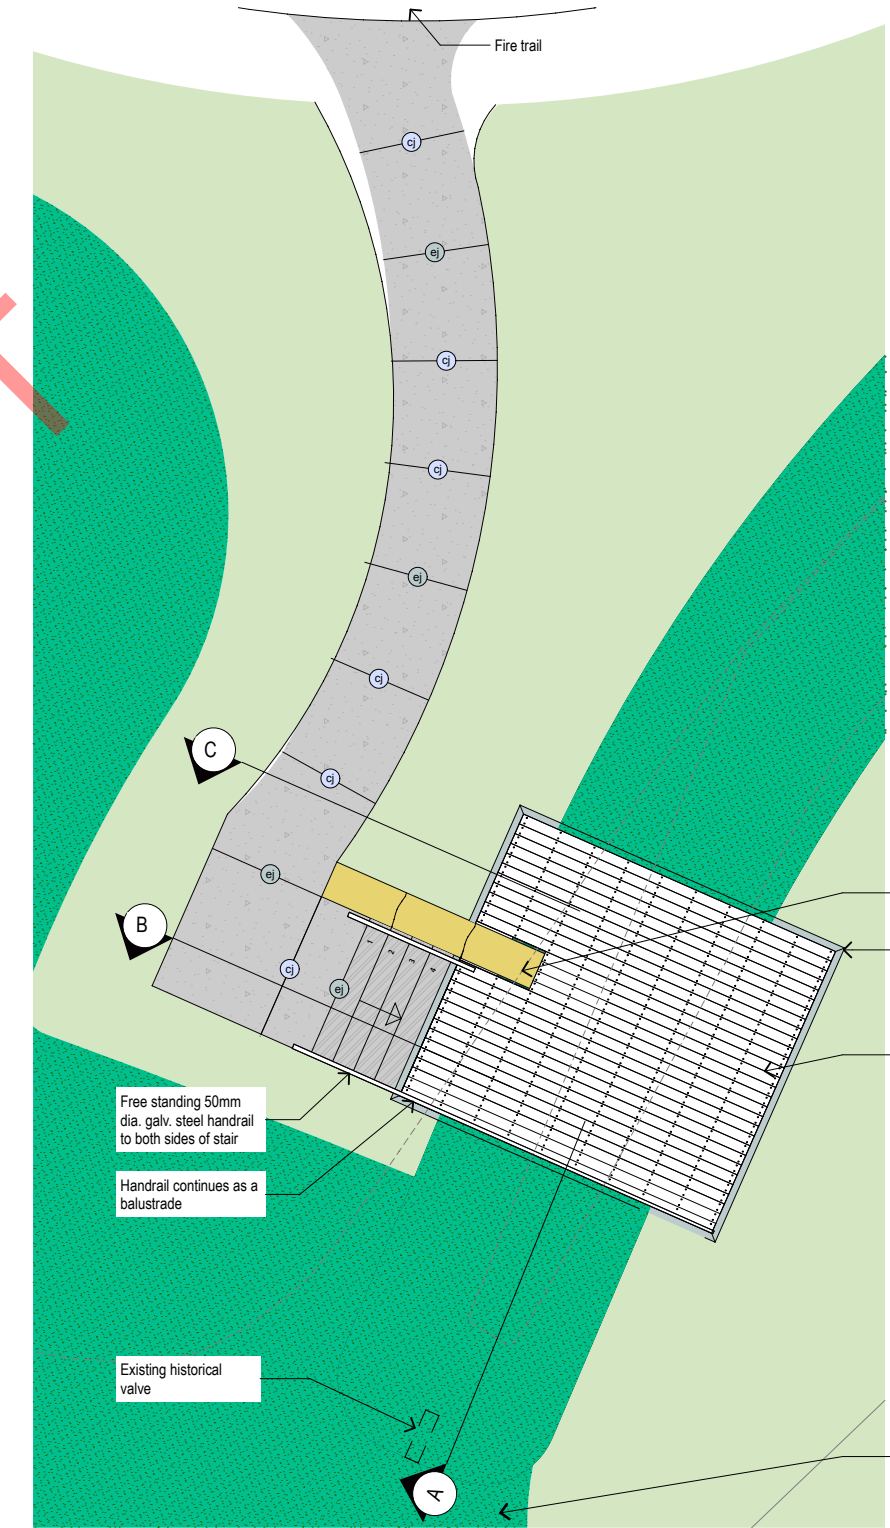 Fire trail
cj
ej
cj
cj
ej
cj
C
cj
ej
B
cj
ej
1
2
3
4
Free standing 50mm
dia. galv. steel handrail
to both sides of stair
Handrail continues as a
balustrade
Existing historical
valve
A